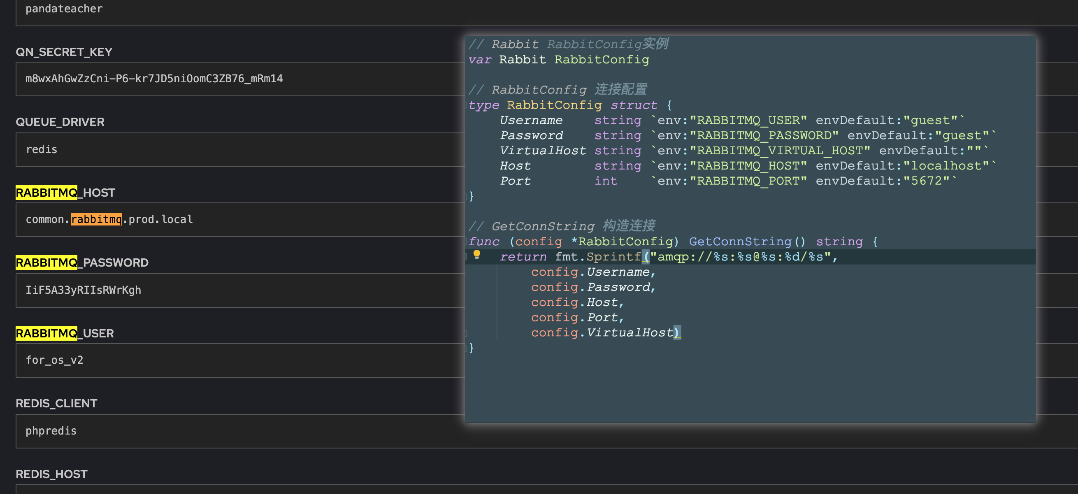 pandateacher
QN_SECRET_KEY
m8wxAhGwZzCni-P6-kr7JD5niOomC3ZB76_mRm14
QUEUE_DRIVER
redis
RABBITMQ_HOST
common.rabbitmq.prod.local
RABBITMQ_PASSWORD
IiF5A33yRIIsRWrKgh
RABBITMQ_USER
for_os_v2
REDIS_CLIENT
phpredis
REDIS_HOST
// Rabbit RabbitConfig实例
var Rabbit RabbitConfig
// RabbitConfig 连接配置
type RabbitConfig struct {
Username string `env:"RABBITMQ_USER" envDefault:"guest"`
Password string `env:"RABBITMQ_PASSWORD" envDefault:"guest"`
VirtualHost string `env:"RABBITMQ_VIRTUAL_HOST" envDefault:""`
Host string `env:"RABBITMQ_HOST" envDefault:"localhost"`
Port int `env:"RABBITMQ_PORT" envDefault:"5672"`
}
// GetConnString 构造连接
func (config *RabbitConfig) GetConnString() string {
return fmt.Sprintf("amqp://%s:%s@%s:%d/%s",
config.Username,
config.Password,
config.Host,
config.Port,
config.VirtualHost)
}